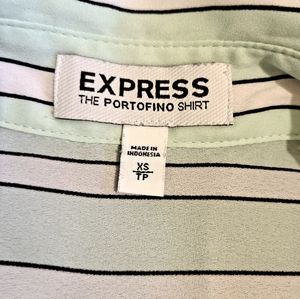 EXPRESS
THE PORTOFINO SHIRT
MADE IN
INDONESIA
XS
TP